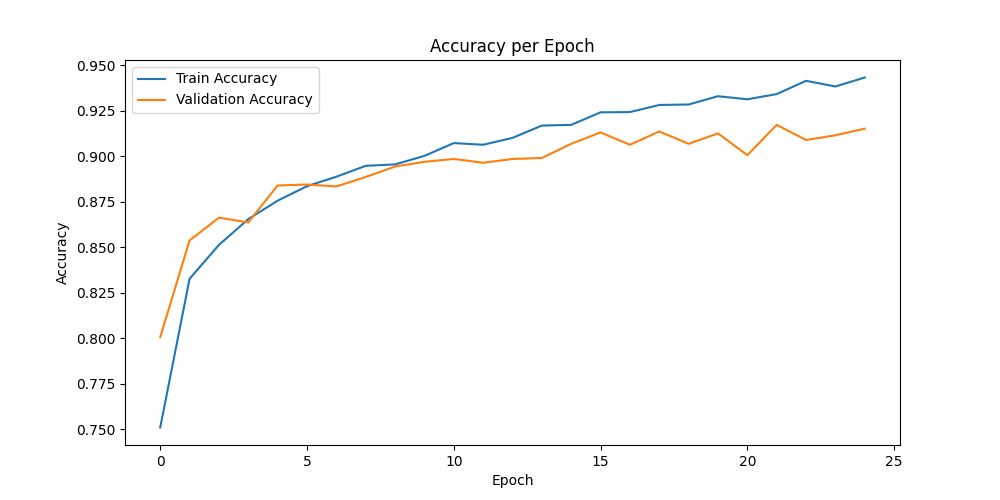 Accuracy per Epoch
Train Accuracy
Validation Accuracy
Accuracy
0.950
0.925
0.900
0.875
0.850
0.825
0.800
0.775
0.750
0 5 10 15 20 25
Epoch